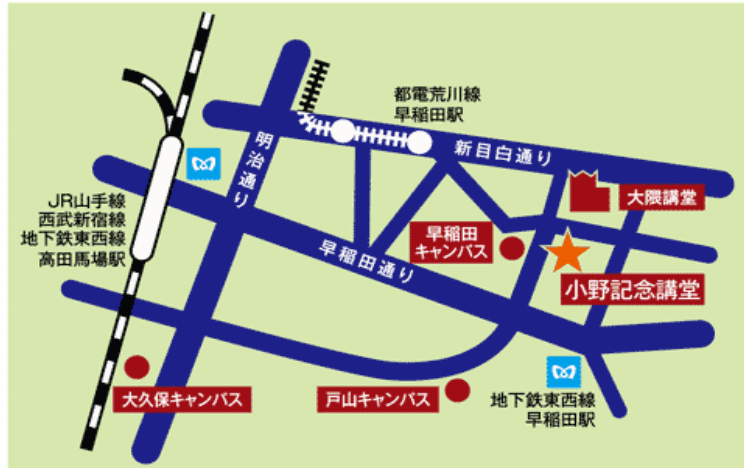 都電荒川線
早稲田駅
新目白通り
明治通り
大隈講堂
JR山手線
西武新宿線
地下鉄東西線
高田馬場駅
早稲田
キャンパス
早稲田通り
小野記念講堂
大久保キャンパス
戸山キャンパス
地下鉄東西線
早稲田駅